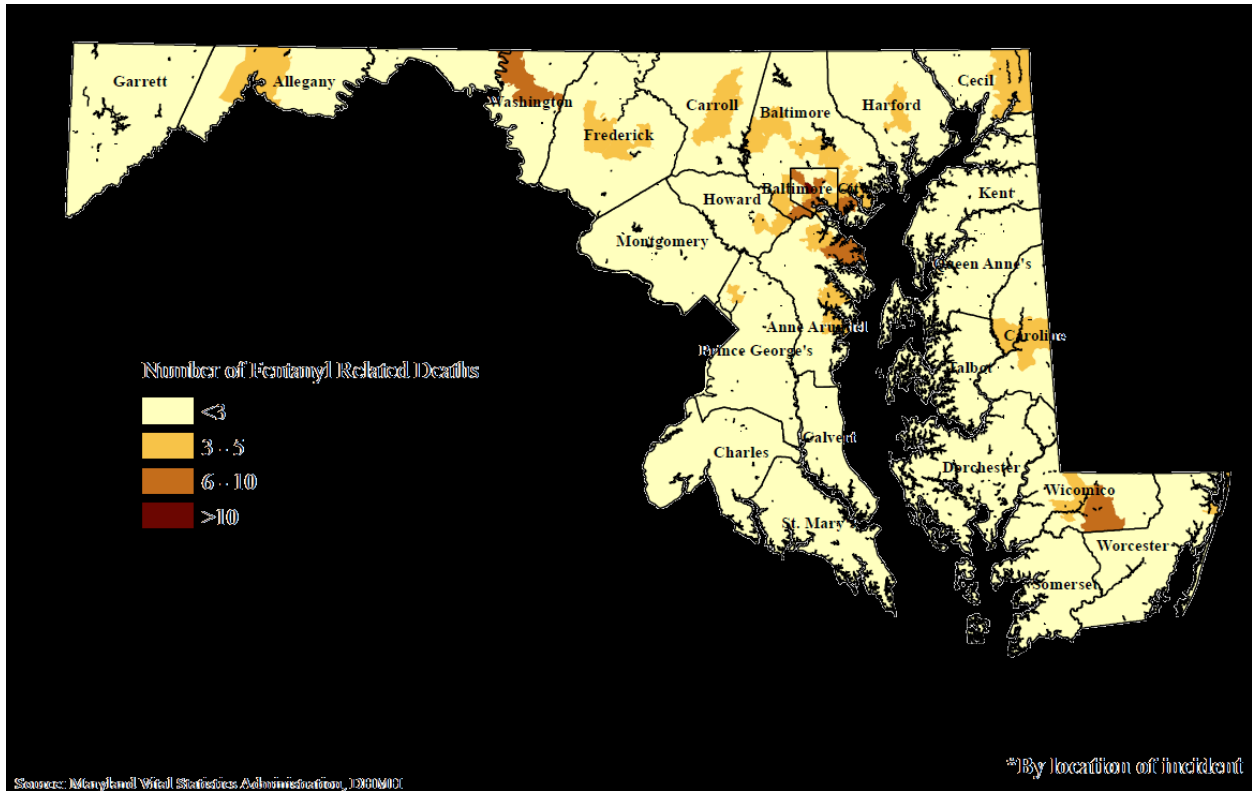 Garrett
Allegany
Washington
Frederick
Carroll
Baltimore
Harford
Cecil
Baltimore City
Howard
Kent
Montgomery
Queen Anne's
Anne Arundel
Caroline
Prince George's
Talbot
Number of Fentanyl Related Deaths
<3
3 - 5
6 - 10
>10
Calvert
Charles
Dorchester
Wicomico
St. Mary
Worcester
Somerset
*By location of incident
Source: Maryland Vital Statistics Administration, DHMH